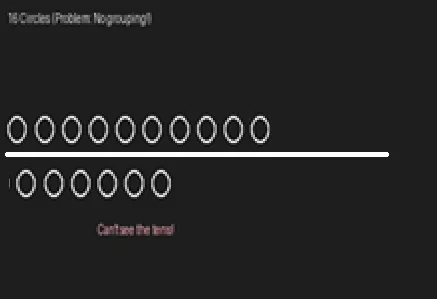 16 Circles (Problem: No grouping!)
Can't see the tens!